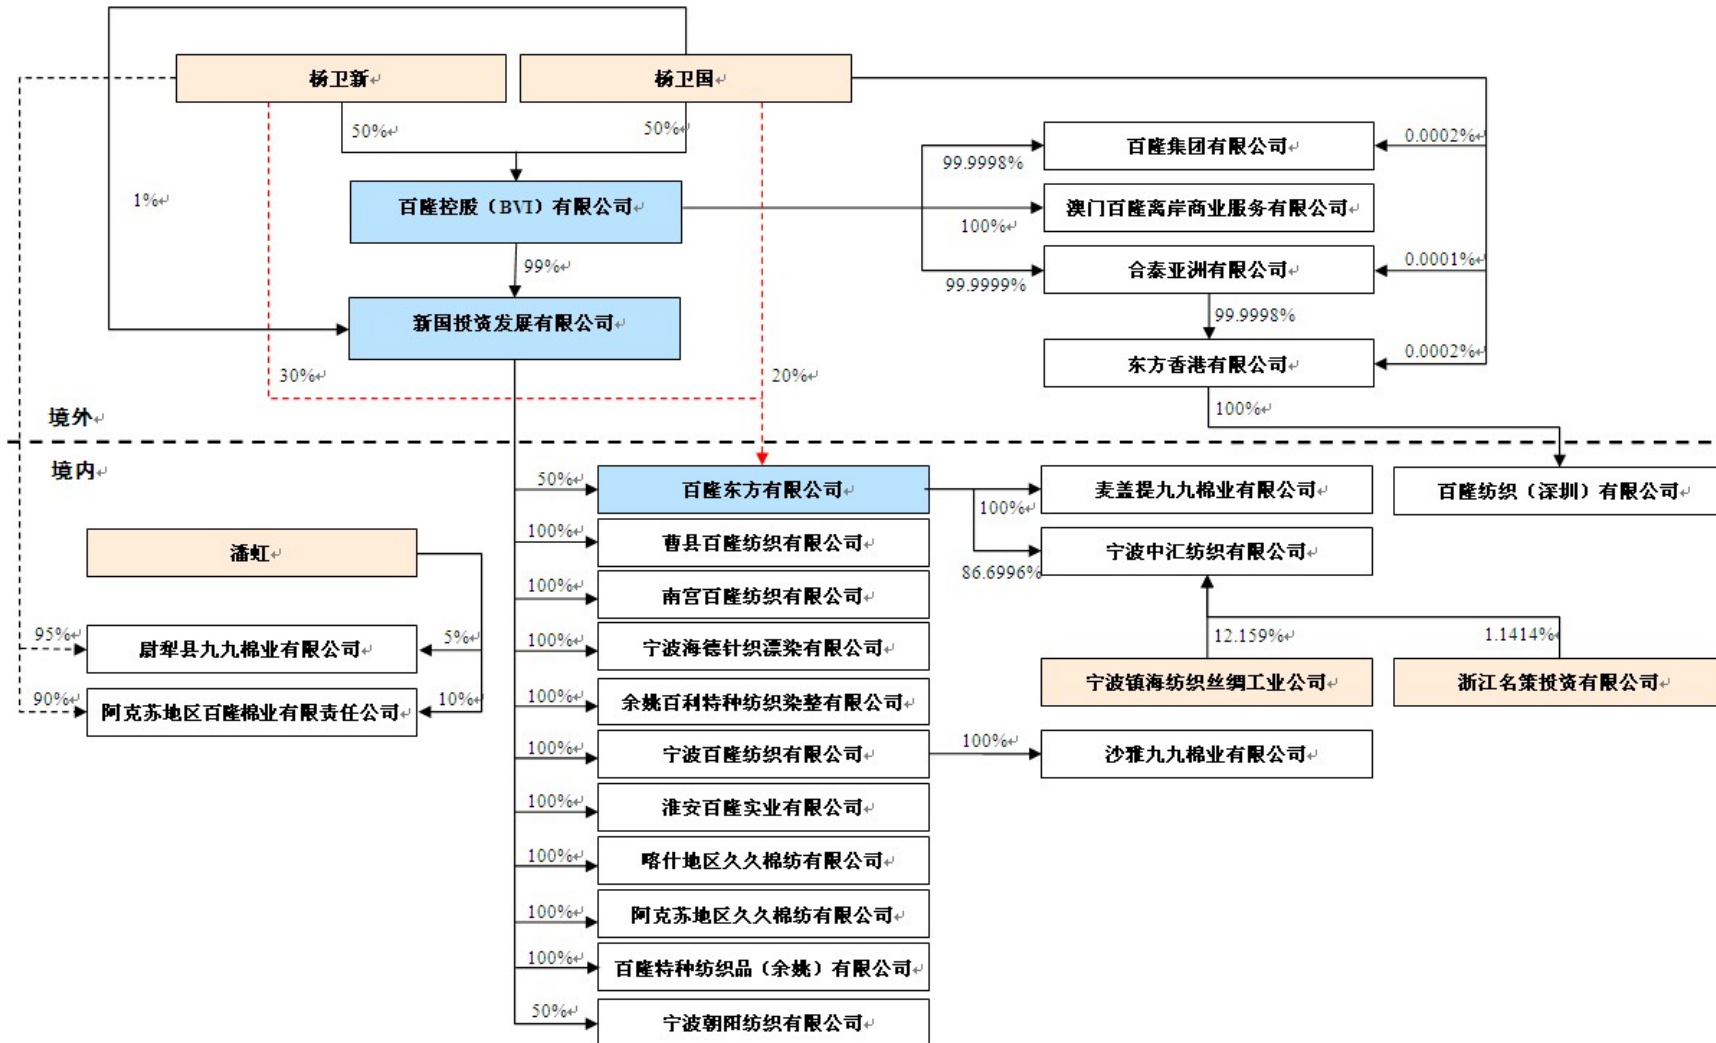 杨卫新
杨卫国
50%
50%
百隆集团有限公司
0.0002%
99.9998%
1%
百隆控股（BVI）有限公司
澳门百隆离岸商业服务有限公司
100%
99%
合泰亚洲有限公司
0.0001%
99.9999%
新国投资发展有限公司
99.9998%
东方香港有限公司
0.0002%
30%
20%
100%
境外
境内
50%
百隆东方有限公司
麦盖提九九棉业有限公司
百隆纺织（深圳）有限公司
100%
100%
曹县百隆纺织有限公司
宁波中汇纺织有限公司
潘虹
86.6996%
100%
南宫百隆纺织有限公司
95%
尉犁县九九棉业有限公司
5%
100%
宁波海德针织漂染有限公司
12.159%
1.1414%
90%
阿克苏地区百隆棉业有限责任公司
10%
100%
余姚百利特种纺织染整有限公司
宁波镇海纺织丝绸工业公司
浙江名策投资有限公司
100%
宁波百隆纺织有限公司
100%
沙雅九九棉业有限公司
100%
淮安百隆实业有限公司
100%
喀什地区久久棉纺有限公司
100%
阿克苏地区久久棉纺有限公司
100%
百隆特种纺织品（余姚）有限公司
50%
宁波朝阳纺织有限公司